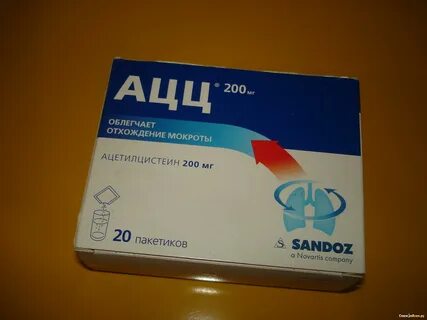 АЦЦ® 200 мг
ОБЛЕГЧАЕТ
ОТХОЖДЕНИЕ МОКРОТЫ
АЦЕТИЛЦИСТЕИН 200 мг
20 пакетиков
SANDOZ
a Novartis company